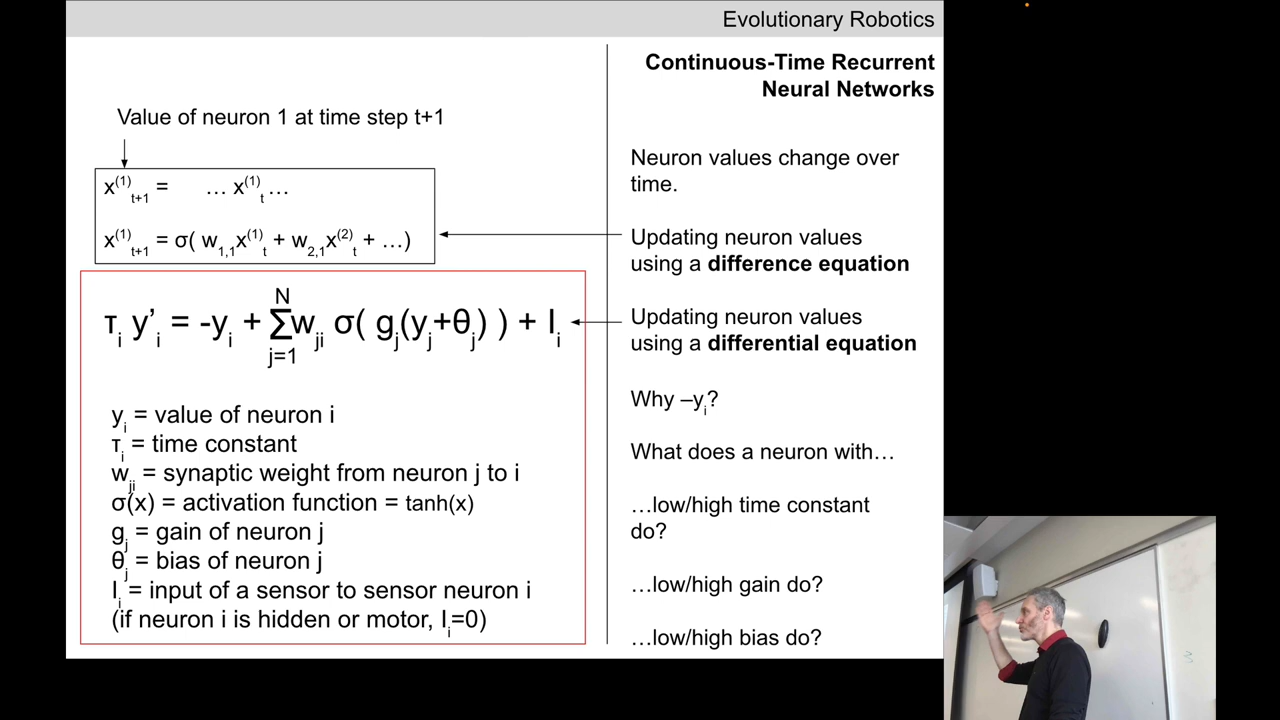 Evolutionary Robotics
Continuous-Time Recurrent
Neural Networks
Value of neuron 1 at time step t+1
x⁽¹⁾ₜ₊₁ = … x⁽¹⁾ₜ …
x⁽¹⁾ₜ₊₁ = σ( w₁,₁x⁽¹⁾ₜ + w₂,₁x⁽²⁾ₜ + …)
N
τᵢ y’ᵢ = -yᵢ + Σwⱼᵢ σ( gⱼ(yⱼ+θⱼ) ) + Iᵢ
j=1
yᵢ = value of neuron i
τᵢ = time constant
wⱼᵢ = synaptic weight from neuron j to i
σ(x) = activation function = tanh(x)
gⱼ = gain of neuron j
θⱼ = bias of neuron j
Iᵢ = input of a sensor to sensor neuron i
(if neuron i is hidden or motor, Iᵢ=0)
Neuron values change over
time.
Updating neuron values
using a difference equation
Updating neuron values
using a differential equation
Why –yᵢ?
What does a neuron with…
…low/high time constant
do?
…low/high gain do?
…low/high bias do?